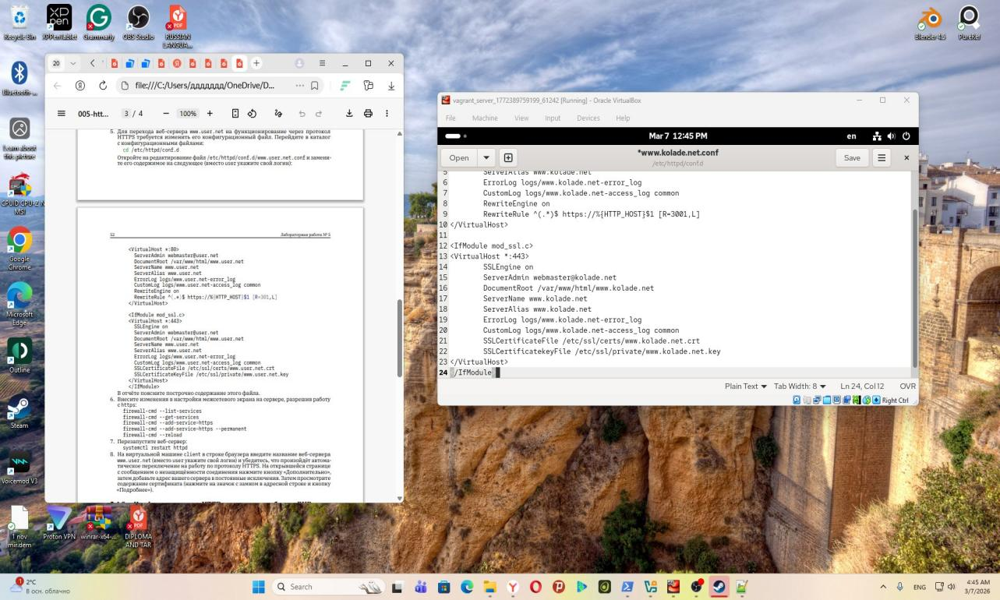 Recycle Bin
XPPenTablet
Grammarly
OBS Studio
RUSSIAN
LANGUA...
Blender 4.5
PureRef
Bluetooth-...
Learn about
this picture
CPUID CPU-Z
MSI
Google
Chrome
Microsoft
Edge
Outline
Steam
Voicemod V3
1 nov
mir.dem
Proton VPN
winrar-x64-...
DIPLOMA
AND TAR
20
file:///C:/Users/ддддддд/OneDrive/D...
005-htt...
3 / 4
100%
5. Для перехода веб-сервера www.user.net на функционирование через протокол
HTTPS требуется изменить его конфигурационный файл. Перейдите в каталог
с конфигурационными файлами:
cd /etc/httpd/conf.d
Откройте на редактирование файл /etc/httpd/conf.d/www.user.net.conf и замени-
те его содержимое на следующее (вместо user укажите свой логин):
52
Лабораторная работа № 5
<VirtualHost *:80>
ServerAdmin webmaster@user.net
DocumentRoot /var/www/html/www.user.net
ServerName www.user.net
ServerAlias www.user.net
ErrorLog logs/www.user.net-error_log
CustomLog logs/www.user.net-access_log common
RewriteEngine on
RewriteRule ^(.*)$ https://%{HTTP_HOST}$1 [R=301,L]
</VirtualHost>
<IfModule mod_ssl.c>
<VirtualHost *:443>
SSLEngine on
ServerAdmin webmaster@user.net
DocumentRoot /var/www/html/www.user.net
ServerName www.user.net
ServerAlias www.user.net
ErrorLog logs/www.user.net-error_log
CustomLog logs/www.user.net-access_log common
SSLCertificateFile /etc/ssl/certs/www.user.net.crt
SSLCertificateKeyFile /etc/ssl/private/www.user.net.key
</VirtualHost>
</IfModule>
В отчёте поясните построчно содержание этого файла.
6. Внесите изменения в настройки межсетевого экрана на сервере, разрешив работу
с https:
firewall-cmd --list-services
firewall-cmd --get-services
firewall-cmd --add-service=https
firewall-cmd --add-service=https --permanent
firewall-cmd --reload
7. Перезапустите веб-сервер:
systemctl restart httpd
8. На виртуальной машине client в строке браузера введите название веб-сервера
www.user.net (вместо user укажите свой логин) и убедитесь, что произойдёт автома-
тическое переключение на работу по протоколу HTTPS. На открывшейся странице
с сообщением о незащищённости соединения нажмите кнопку «Дополнительно»,
затем добавьте адрес вашего сервера в постоянные исключения. Затем просмотрите
содержание сертификата (нажмите на значок с замком в адресной строке и кнопку
«Подробнее»).
vagrant_server_1772389759199_61242 [Running] - Oracle VirtualBox
File Machine View Input Devices Help
Mar 7 12:45 PM
en
Open
*www.kolade.net.conf
/etc/httpd/conf.d
Save
5 ServerAlias www.kolade.net
6 ErrorLog logs/www.kolade.net-error_log
7 CustomLog logs/www.kolade.net-access_log common
8 RewriteEngine on
9 RewriteRule ^(.*)$ https://%{HTTP_HOST}$1 [R=3001,L]
10 </VirtualHost>
11
12 <IfModule mod_ssl.c>
13 <VirtualHost *:443>
14 SSLEngine on
15 ServerAdmin webmaster@kolade.net
16 DocumentRoot /var/www/html/www.kolade.net
17 ServerName www.kolade.net
18 ServerAlias www.kolade.net
19 ErrorLog logs/www.kolade.net-error_log
20 CustomLog logs/www.kolade.net-access_log common
21 SSLCertificateFile /etc/ssl/certs/www.kolade.net.crt
22 SSLCertificatekeyFile /etc/ssl/private/www.kolade.net.key
23 </VirtualHost>
24 </IfModule>
Plain Text Tab Width: 8 Ln 24, Col12 OVR
Right Ctrl
1
2°C
В осн. облачно
Search
ENG
4:45 AM
3/7/2026